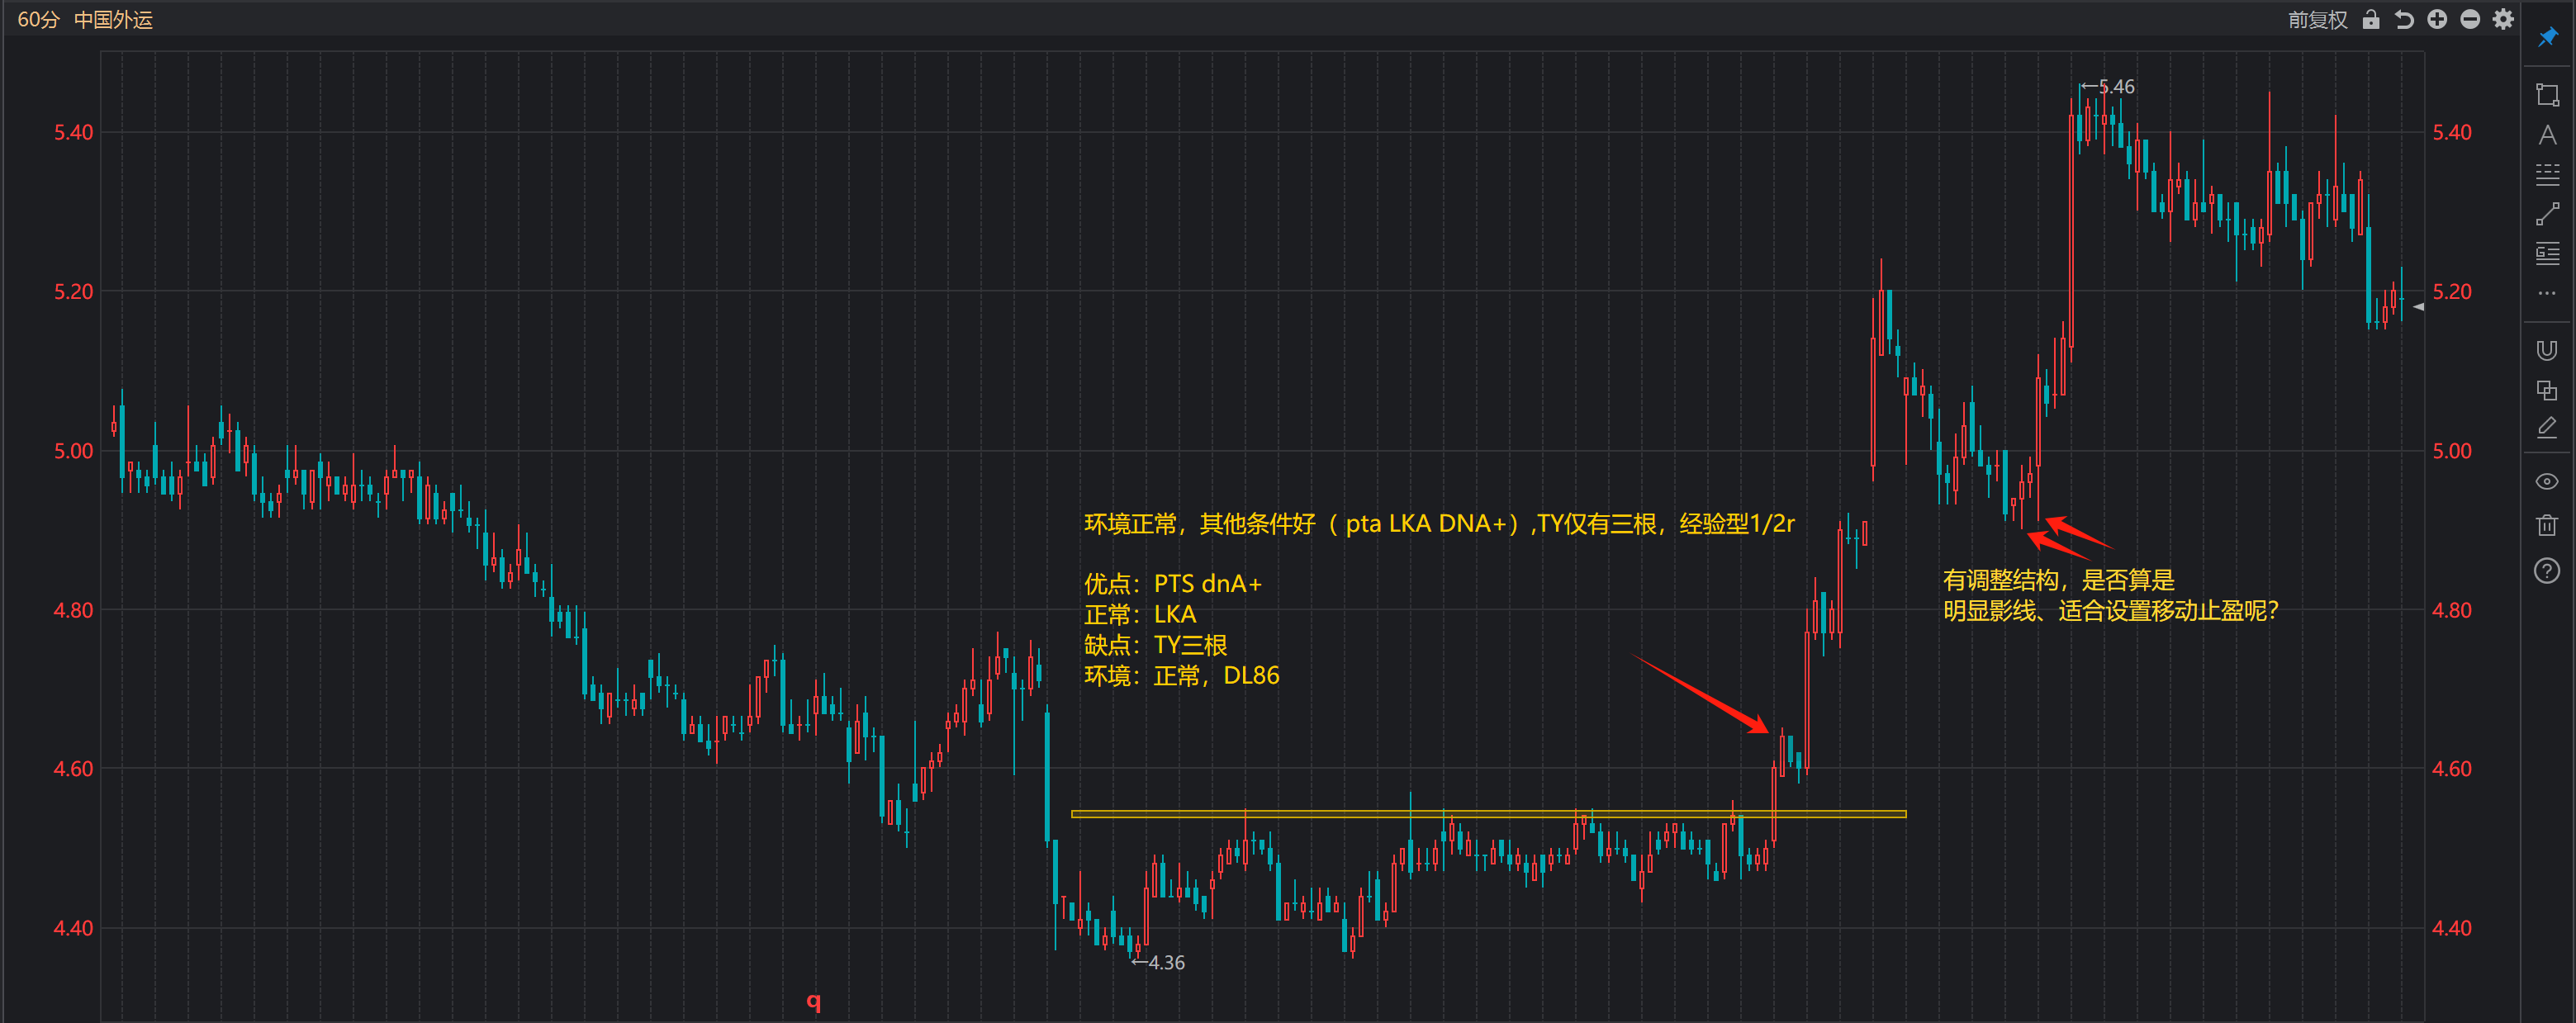 60分 中国外运
前复权
5.40
5.20
5.00
4.80
4.60
4.40
5.40
5.20
5.00
4.80
4.60
4.40
←5.46
环境正常，其他条件好（ pta LKA DNA+）,TY仅有三根，经验型1/2r
优点：PTS dnA+
正常：LKA
缺点：TY三根
环境：正常，DL86
有调整结构，是否算是
明显影线、适合设置移动止盈呢？
←4.36
q